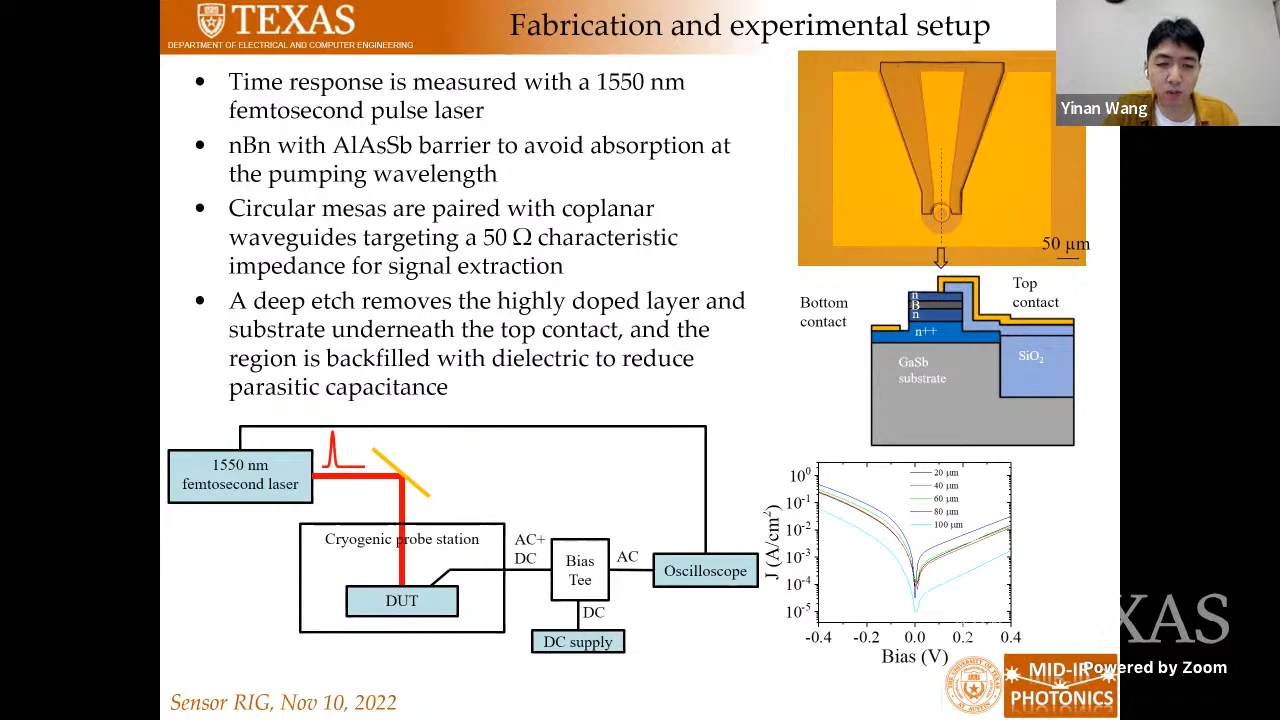 TEXAS
DEPARTMENT OF ELECTRICAL AND COMPUTER ENGINEERING
Fabrication and experimental setup
Yinan Wang
• Time response is measured with a 1550 nm
femtosecond pulse laser
• nBn with AlAsSb barrier to avoid absorption at
the pumping wavelength
• Circular mesas are paired with coplanar
waveguides targeting a 50 Ω characteristic
impedance for signal extraction
• A deep etch removes the highly doped layer and
substrate underneath the top contact, and the
region is backfilled with dielectric to reduce
parasitic capacitance
50 µm
Bottom
contact
Top
contact
n
B
n
n++
GaSb
substrate
SiO₂
1550 nm
femtosecond laser
Cryogenic probe station
DUT
AC+
DC
Bias
Tee
AC
DC
DC supply
Oscilloscope
J (A/cm²)
10⁰
10⁻¹
10⁻²
10⁻³
10⁻⁴
10⁻⁵
20 µm
40 µm
60 µm
80 µm
100 µm
-0.4 -0.2 0.0 0.2 0.4
Bias (V)
XAS
Powered by Zoom
THE UNIVERSITY OF TEXAS
AT AUSTIN
MID-IR
PHOTONICS
Sensor RIG, Nov 10, 2022